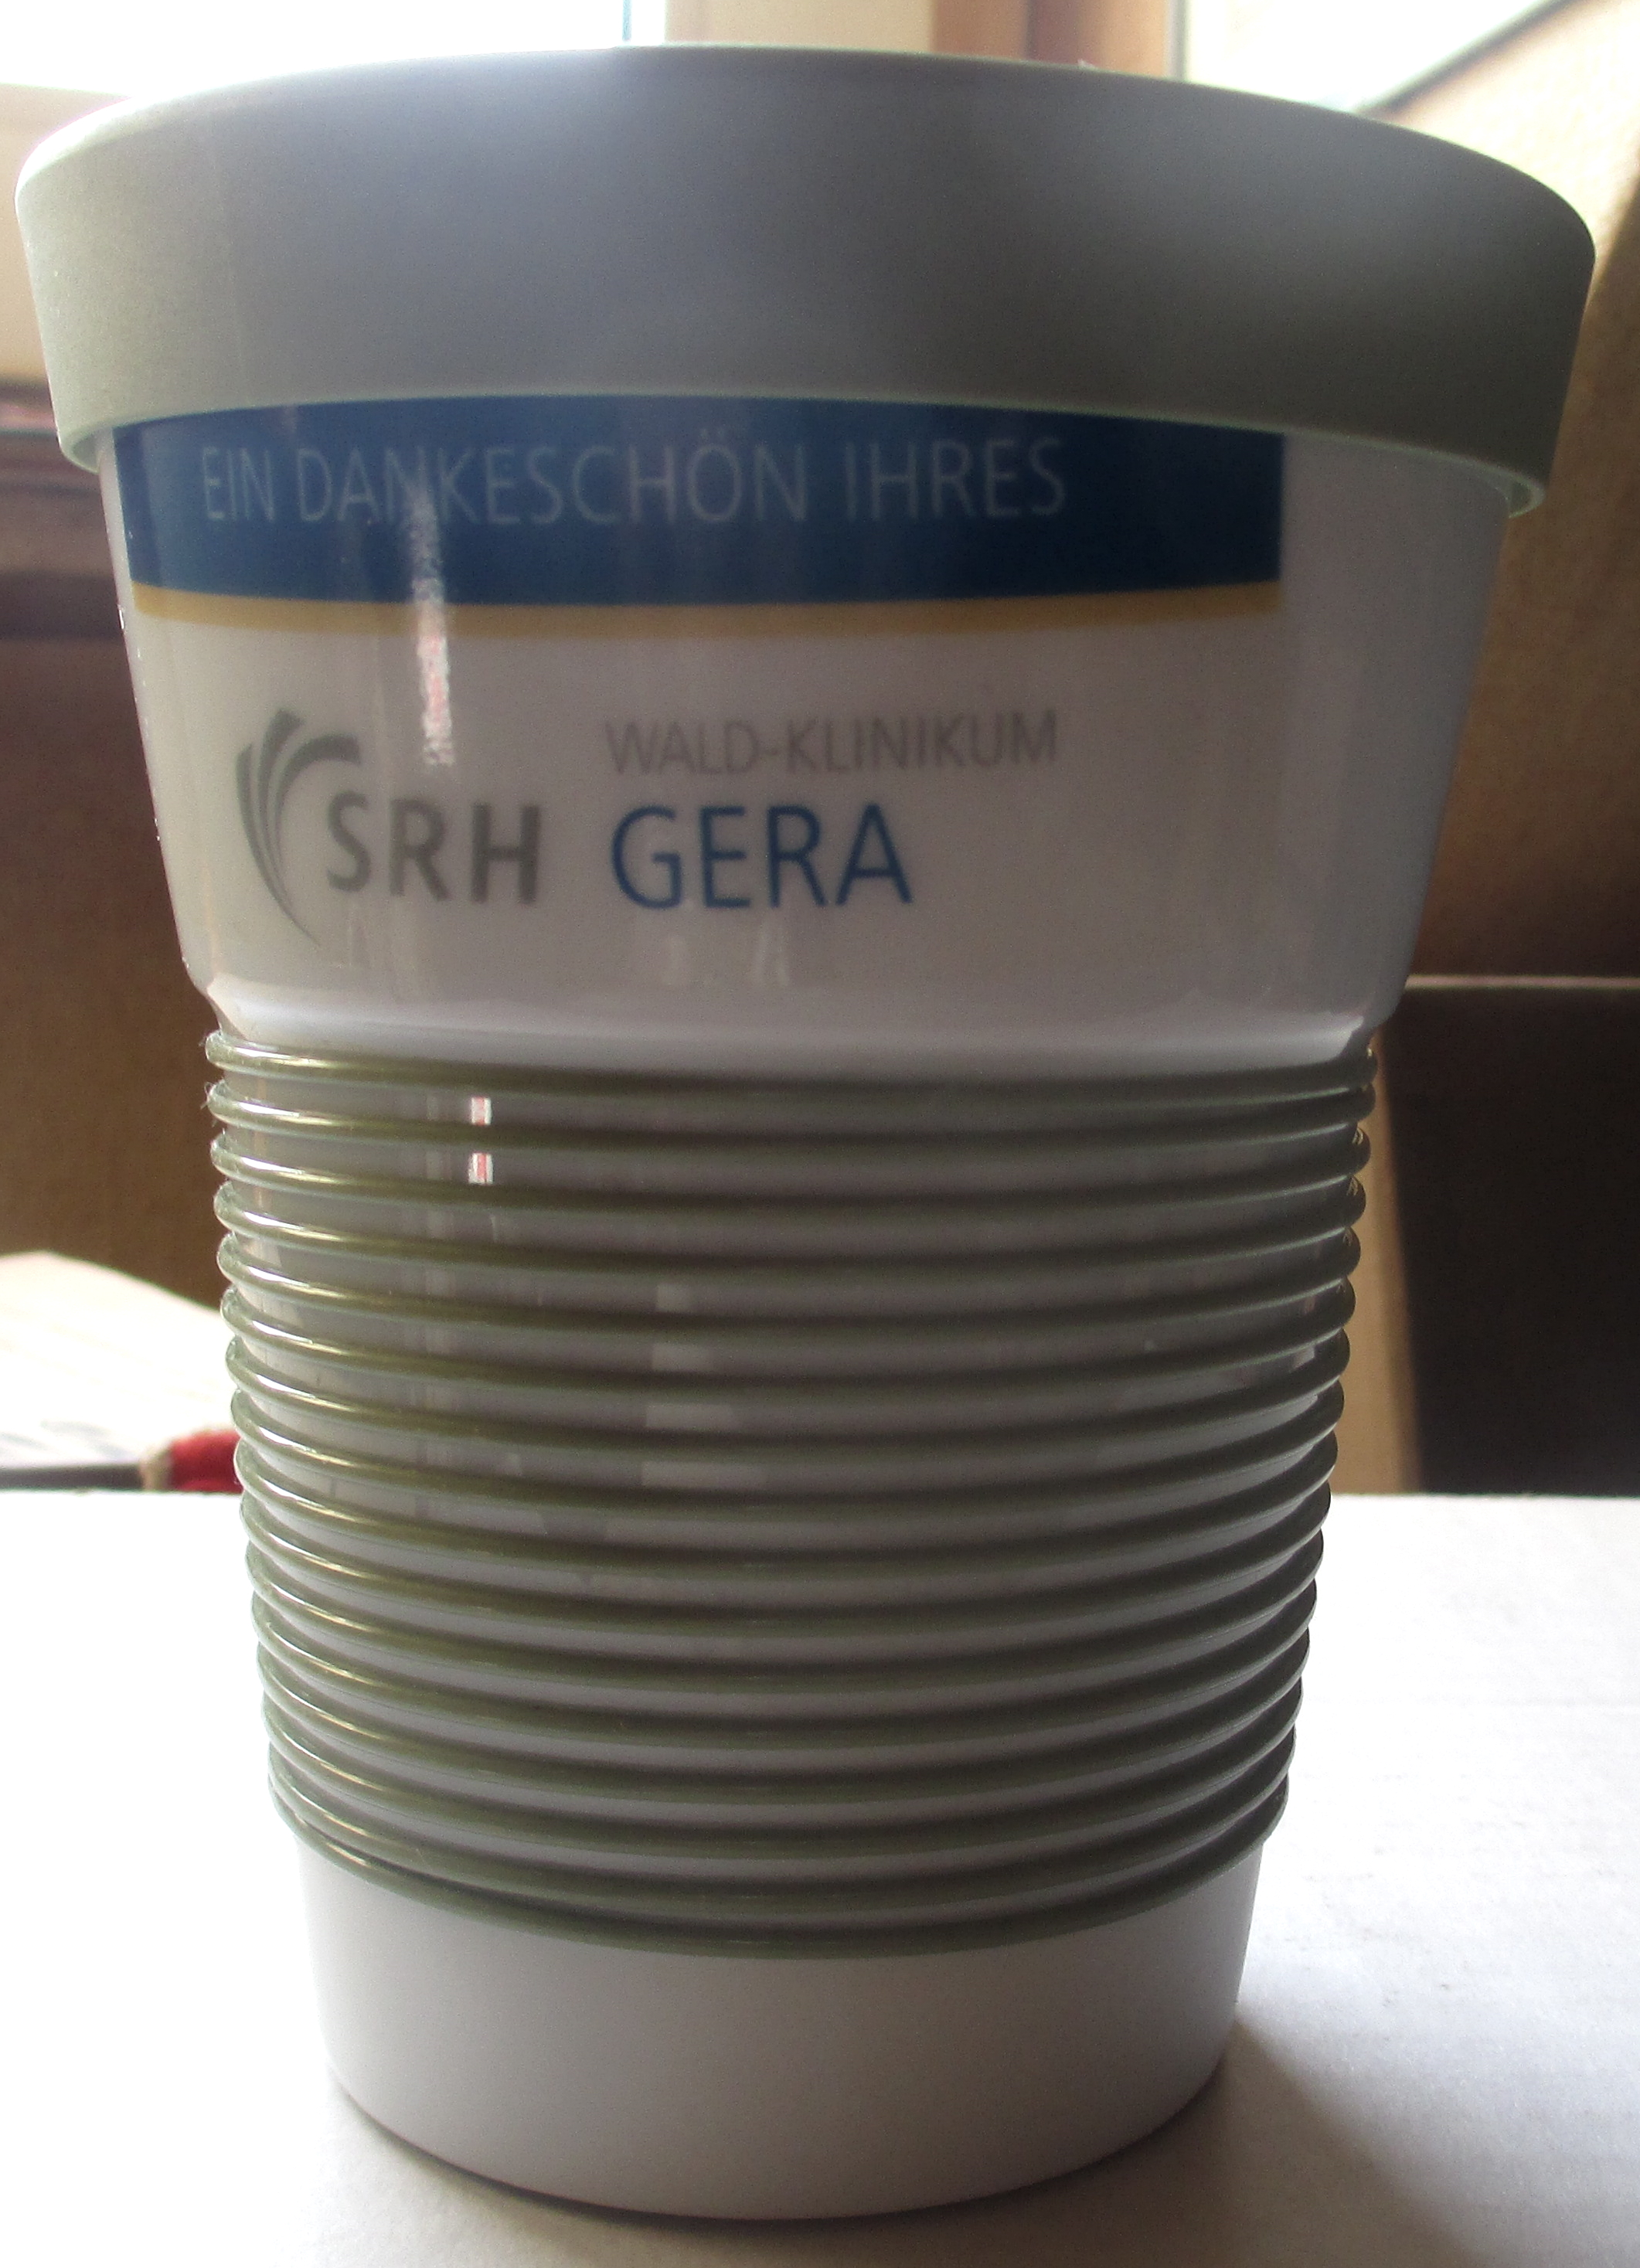 EIN DANKESCHÖN IHRES
WALD-KLINIKUM
SRH GERA